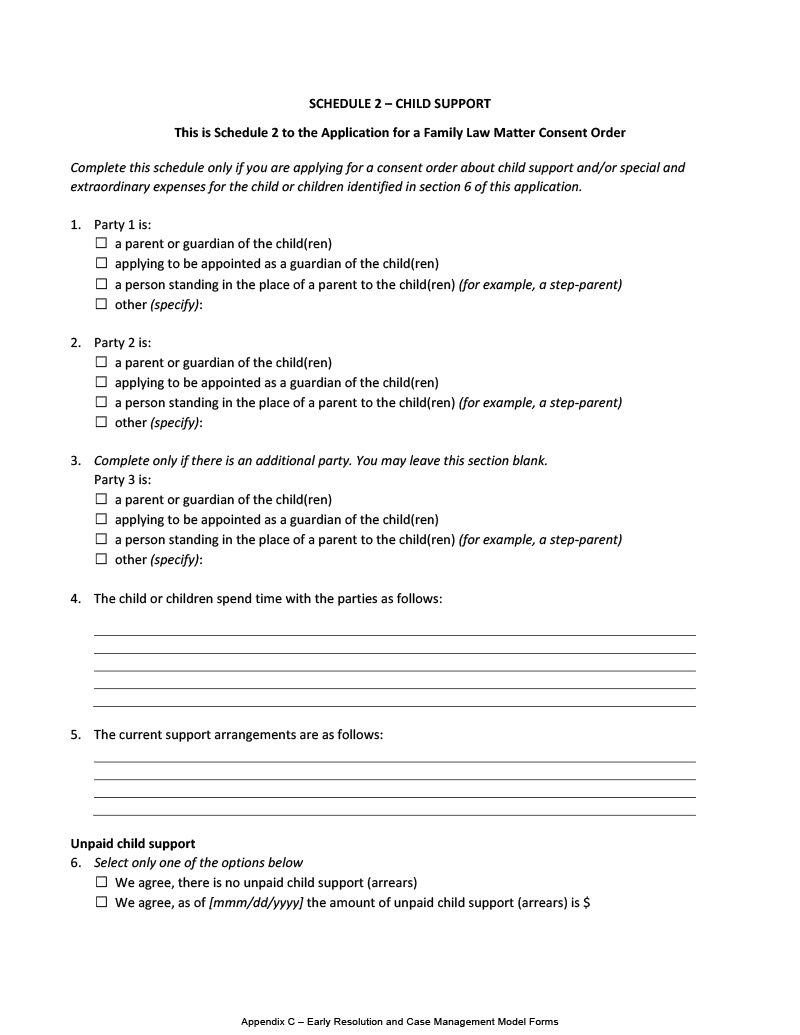 SCHEDULE 2 – CHILD SUPPORT
This is Schedule 2 to the Application for a Family Law Matter Consent Order
Complete this schedule only if you are applying for a consent order about child support and/or special and
extraordinary expenses for the child or children identified in section 6 of this application.
1. Party 1 is:
☐ a parent or guardian of the child(ren)
☐ applying to be appointed as a guardian of the child(ren)
☐ a person standing in the place of a parent to the child(ren) (for example, a step-parent)
☐ other (specify):
2. Party 2 is:
☐ a parent or guardian of the child(ren)
☐ applying to be appointed as a guardian of the child(ren)
☐ a person standing in the place of a parent to the child(ren) (for example, a step-parent)
☐ other (specify):
3. Complete only if there is an additional party. You may leave this section blank.
Party 3 is:
☐ a parent or guardian of the child(ren)
☐ applying to be appointed as a guardian of the child(ren)
☐ a person standing in the place of a parent to the child(ren) (for example, a step-parent)
☐ other (specify):
4. The child or children spend time with the parties as follows:
5. The current support arrangements are as follows:
Unpaid child support
6. Select only one of the options below
☐ We agree, there is no unpaid child support (arrears)
☐ We agree, as of [mmm/dd/yyyy] the amount of unpaid child support (arrears) is $
Appendix C – Early Resolution and Case Management Model Forms